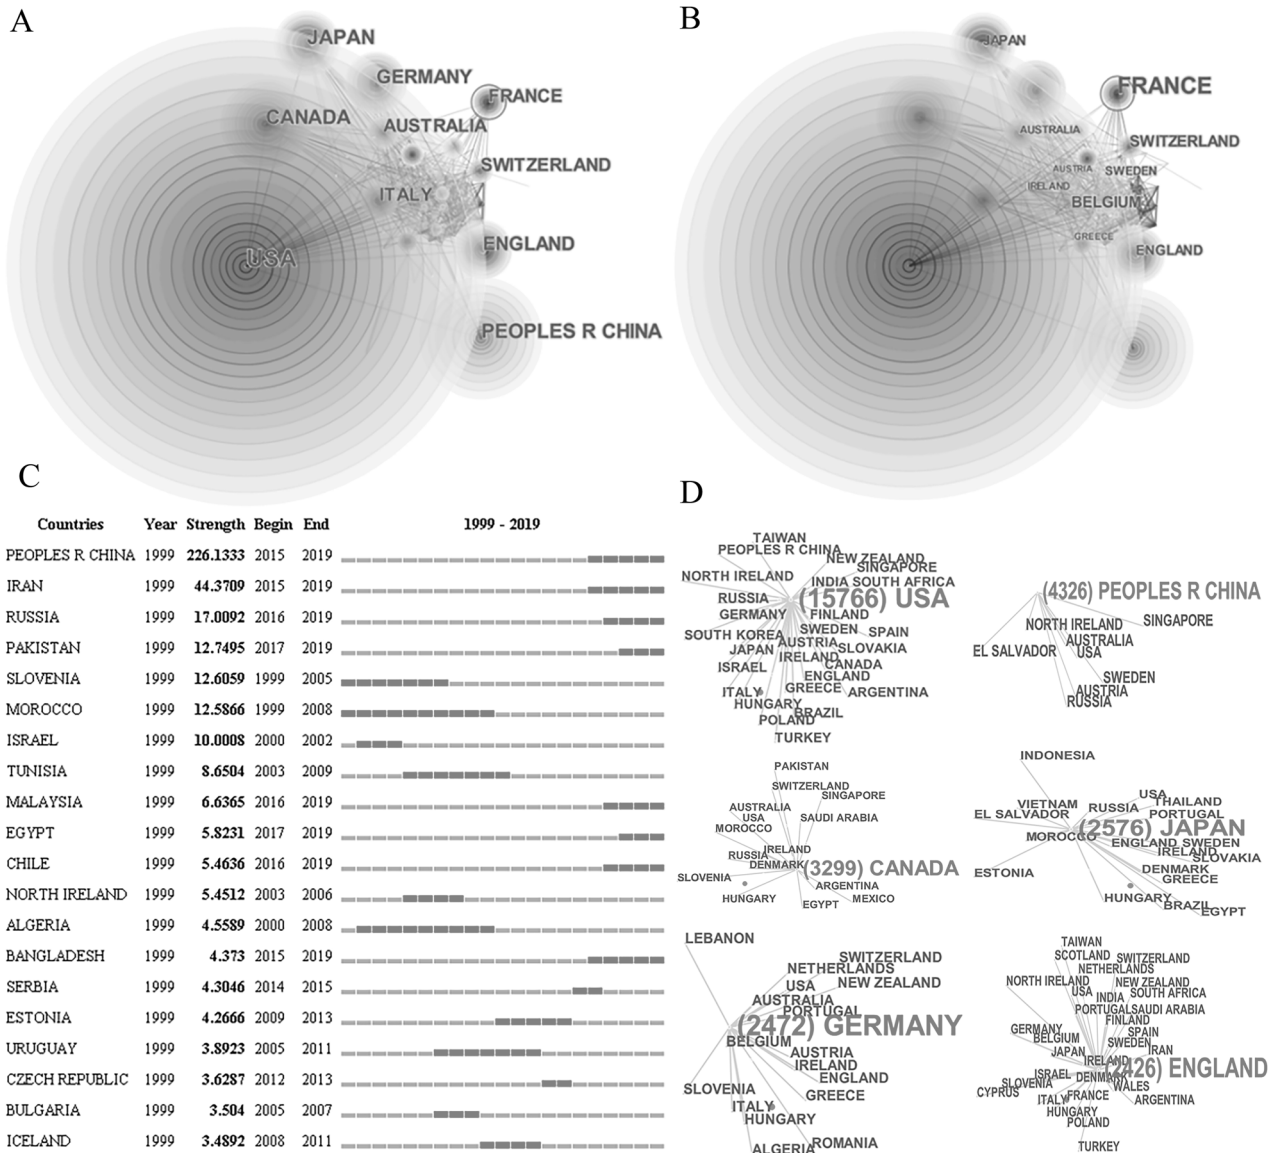 A
JAPAN
GERMANY
FRANCE
CANADA
AUSTRALIA
SWITZERLAND
ITALY
ENGLAND
USA
PEOPLES R CHINA
B
JAPAN
FRANCE
AUSTRALIA
SWITZERLAND
AUSTRIA
SWEDEN
IRELAND
BELGIUM
GREECE
ENGLAND
C
Countries Year Strength Begin End 1999 - 2019
PEOPLES R CHINA 1999 226.1333 2015 2019
IRAN 1999 44.3709 2015 2019
RUSSIA 1999 17.0092 2016 2019
PAKISTAN 1999 12.7495 2017 2019
SLOVENIA 1999 12.6059 1999 2005
MOROCCO 1999 12.5866 1999 2008
ISRAEL 1999 10.0008 2000 2002
TUNISIA 1999 8.6504 2003 2009
MALAYSIA 1999 6.6365 2016 2019
EGYPT 1999 5.8231 2017 2019
CHILE 1999 5.4636 2016 2019
NORTH IRELAND 1999 5.4512 2003 2006
ALGERIA 1999 4.5589 2000 2008
BANGLADESH 1999 4.373 2015 2019
SERBIA 1999 4.3046 2014 2015
ESTONIA 1999 4.2666 2009 2013
URUGUAY 1999 3.8923 2005 2011
CZECH REPUBLIC 1999 3.6287 2012 2013
BULGARIA 1999 3.504 2005 2007
ICELAND 1999 3.4892 2008 2011
D
TAIWAN
PEOPLES R CHINA
NEW ZEALAND
SINGAPORE
NORTH IRELAND
INDIA SOUTH AFRICA
RUSSIA
(15766) USA
GERMANY
FINLAND
SOUTH KOREA
SWEDEN
SPAIN
AUSTRIA
JAPAN
SLOVAKIA
IRELAND
ISRAEL
CANADA
ENGLAND
GREECE
ARGENTINA
ITALY
HUNGARY
BRAZIL
POLAND
TURKEY
(4326) PEOPLES R CHINA
NORTH IRELAND
SINGAPORE
AUSTRALIA
EL SALVADOR
USA
SWEDEN
AUSTRIA
RUSSIA
PAKISTAN
SWITZERLAND
SINGAPORE
AUSTRALIA
USA
SAUDI ARABIA
MOROCCO
IRELAND
RUSSIA
DENMARK
(3299) CANADA
SLOVENIA
ARGENTINA
HUNGARY
EGYPT
MEXICO
INDONESIA
USA
VIETNAM
RUSSIA
THAILAND
EL SALVADOR
PORTUGAL
MOROCCO
(2576) JAPAN
ENGLAND SWEDEN
IRELAND
SLOVAKIA
ESTONIA
DENMARK
GREECE
HUNGARY
BRAZIL
EGYPT
LEBANON
SWITZERLAND
NETHERLANDS
USA
NEW ZEALAND
AUSTRALIA
PORTUGAL
(2472) GERMANY
BELGIUM
AUSTRIA
IRELAND
ENGLAND
SLOVENIA
GREECE
ITALY
HUNGARY
ALGERIA
ROMANIA
TAIWAN
SCOTLAND
SWITZERLAND
NETHERLANDS
NORTH IRELAND
NEW ZEALAND
USA
INDIA
SOUTH AFRICA
PORTUGAL
SAUDI ARABIA
FINLAND
GERMANY
SPAIN
BELGIUM
SWEDEN
JAPAN
IRAN
IRELAND
(2426) ENGLAND
ISRAEL
DENMARK
SLOVENIA
WALES
CYPRUS
ITALY
FRANCE
ARGENTINA
HUNGARY
POLAND
TURKEY